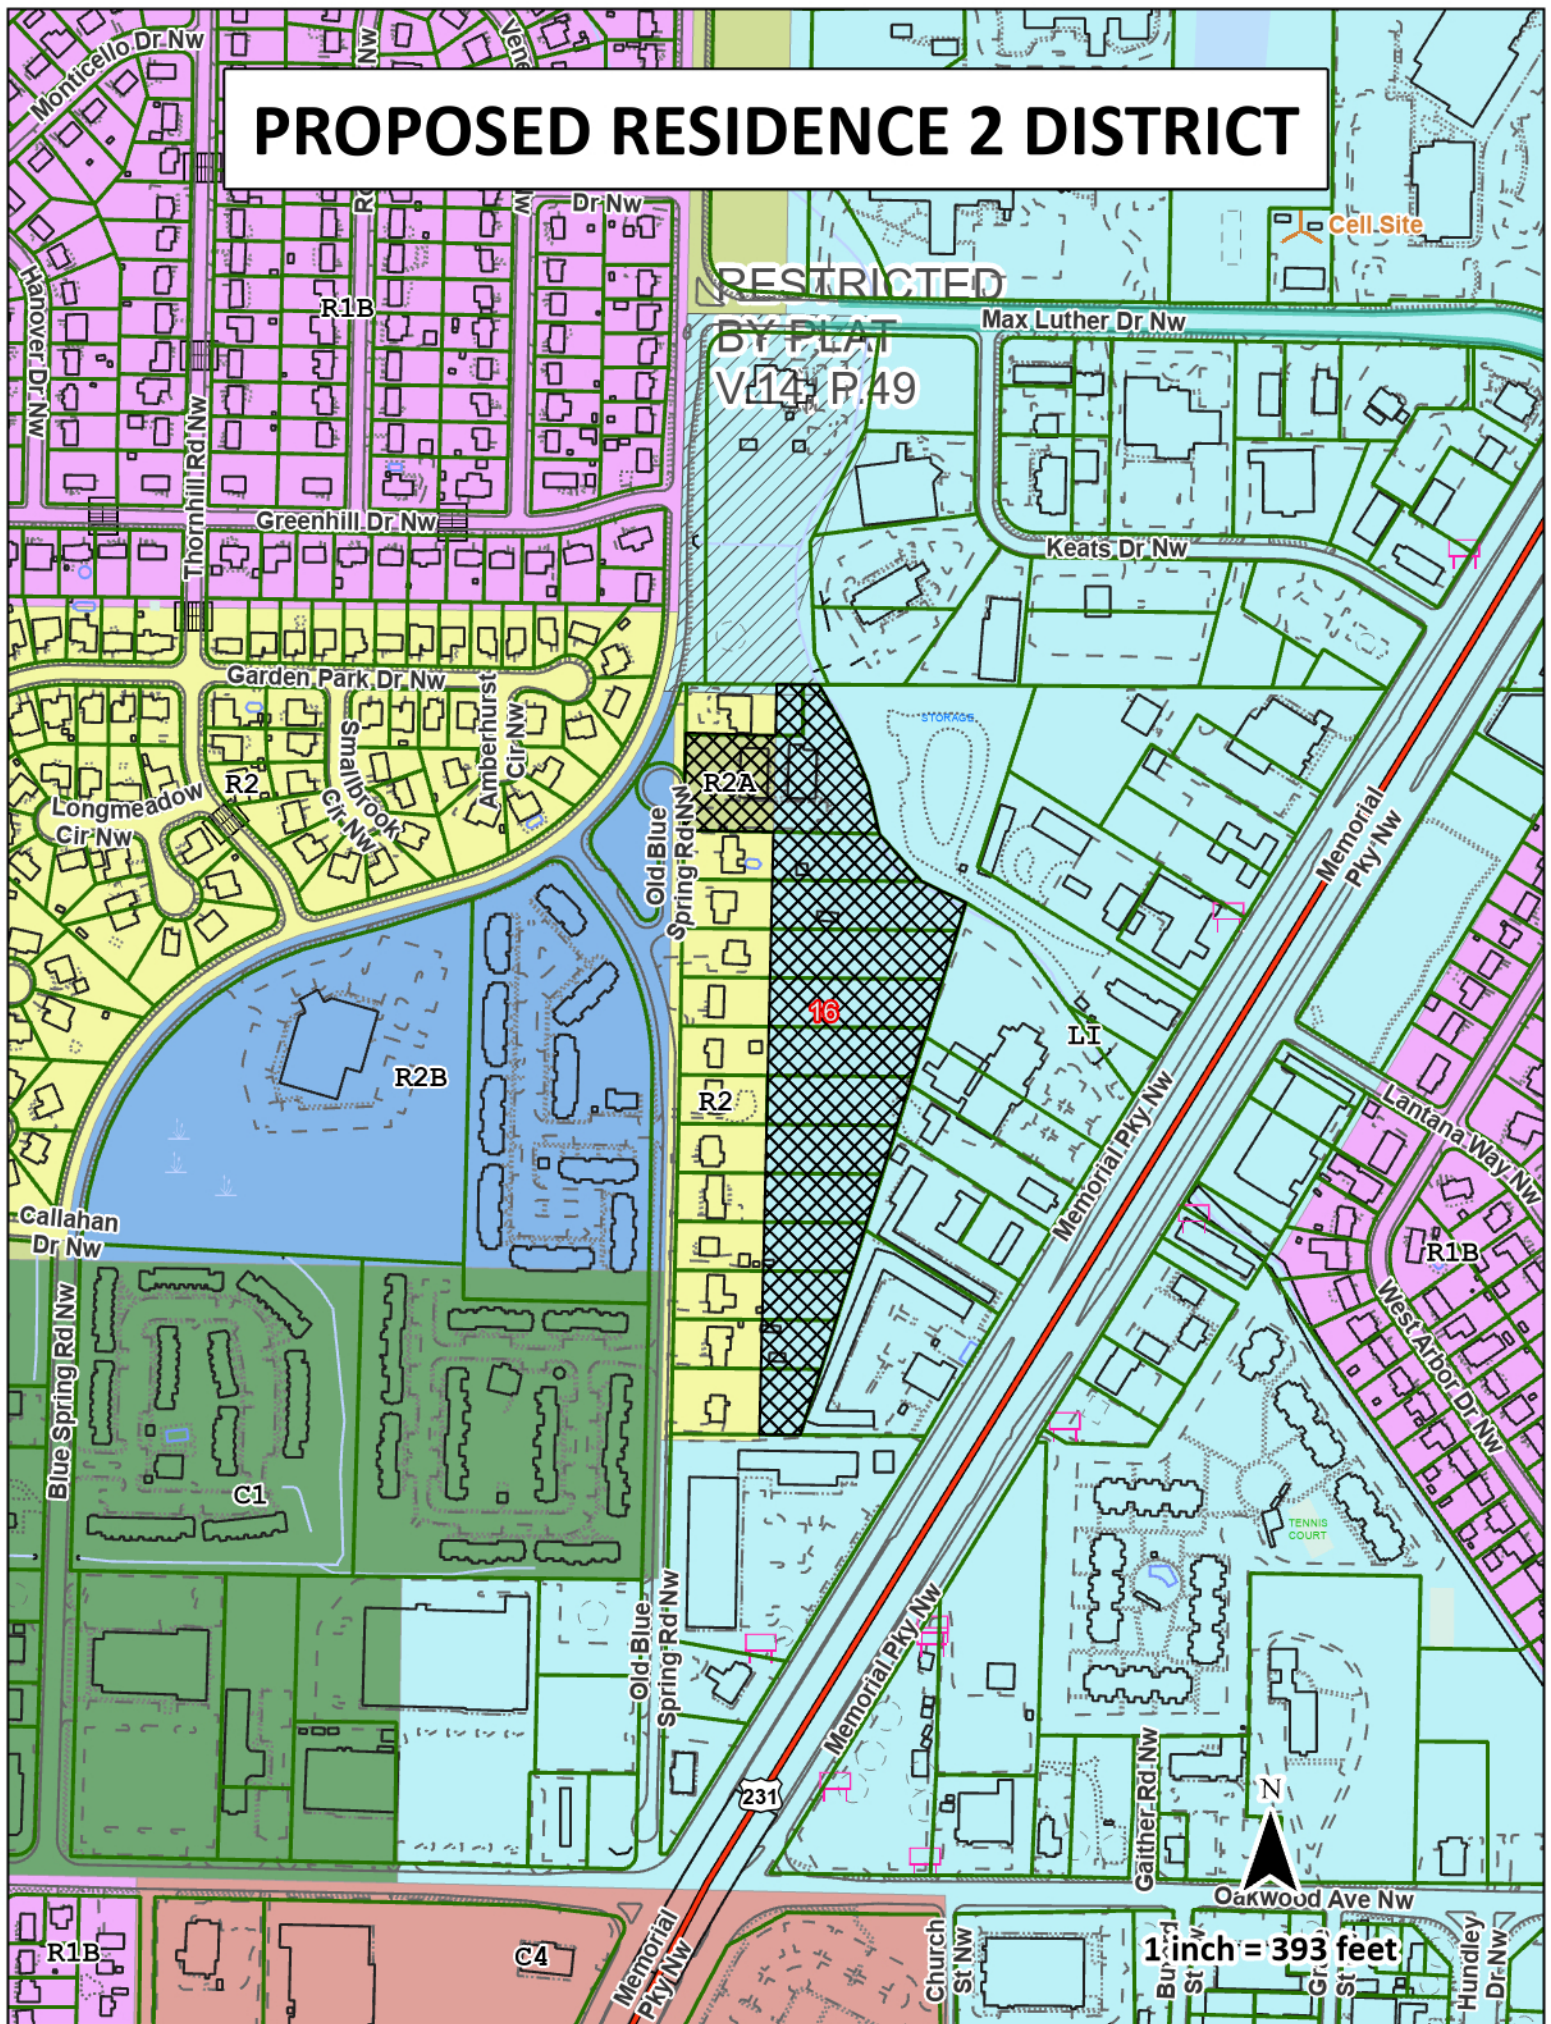 Monticello Dr Nw
Nw
PROPOSED RESIDENCE 2 DISTRICT
Dr Nw
Cell Site
Hanover Dr Nw
R1B
RESTRICTED
BY PLAT
V.14, P.49
Max Luther Dr Nw
Thornhill Rd Nw
Greenhill Dr Nw
Keats Dr Nw
Garden Park Dr Nw
Amberhurst
Cir Nw
Smallbrook
Cir Nw
STORAGE
R2
R2A
Longmeadow
Cir Nw
Old Blue
Spring Rd Nw
Memorial
Pky Nw
16
LI
R2B
R2
Memorial Pky Nw
Lantana Way Nw
Callahan
Dr Nw
R1B
West Arbor Dr Nw
Blue Spring Rd Nw
C1
TENNIS
COURT
Old Blue
Spring Rd Nw
Memorial Pky Nw
231
Gaither Rd Nw
N
Oakwood Ave Nw
R1B
C4
Memorial
Pky Nw
Church
St Nw
1 inch = 393 feet
Hundley
Dr Nw